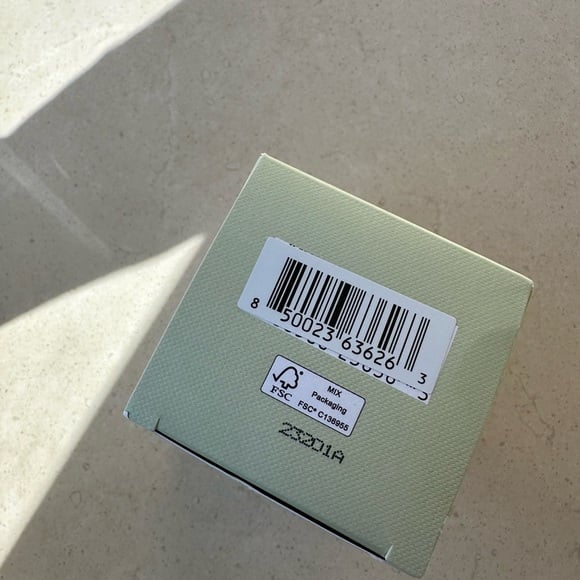 8 50023 63626 3
FSC
MIX
Packaging
FSC® C136955
23201A